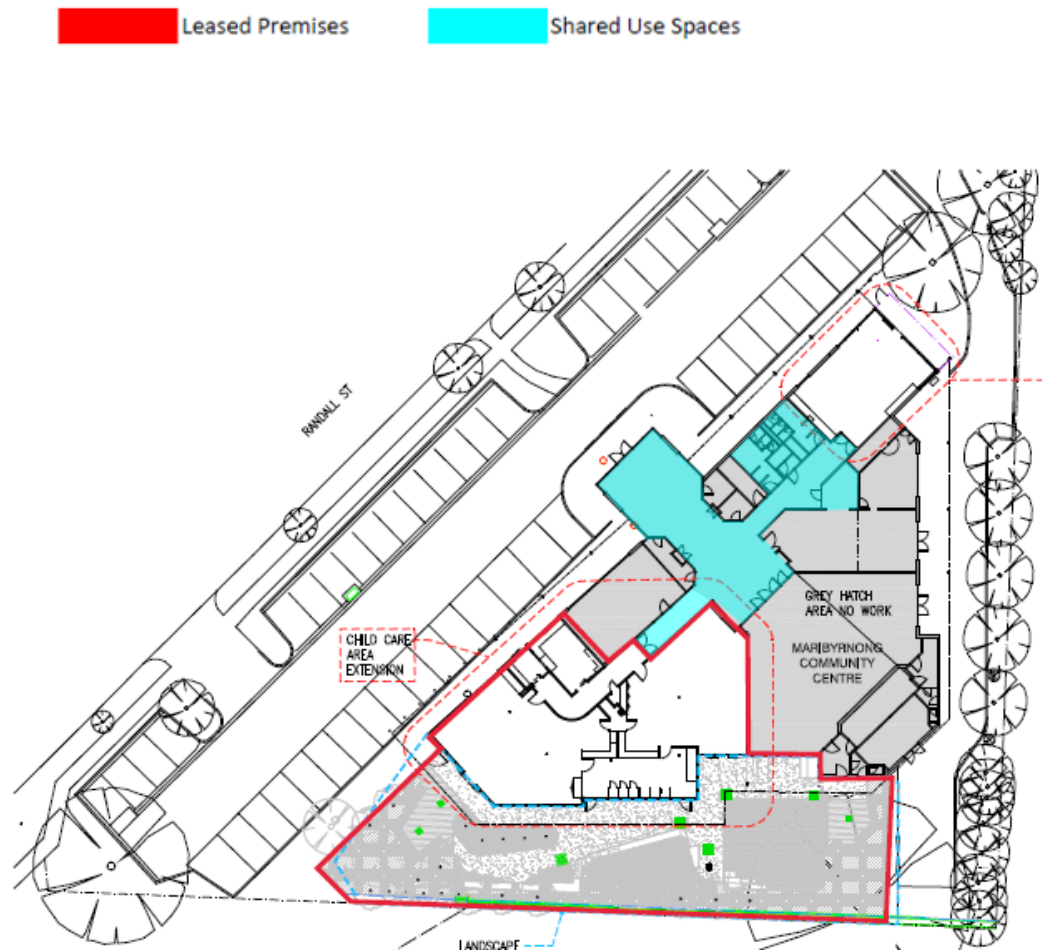 Leased Premises
Shared Use Spaces
RANDALL ST
CHILD CARE
AREA
EXTENSION
GREY HATCH
AREA NO WORK
MARIBYRNONG
COMMUNITY
CENTRE
LANDSCAPE